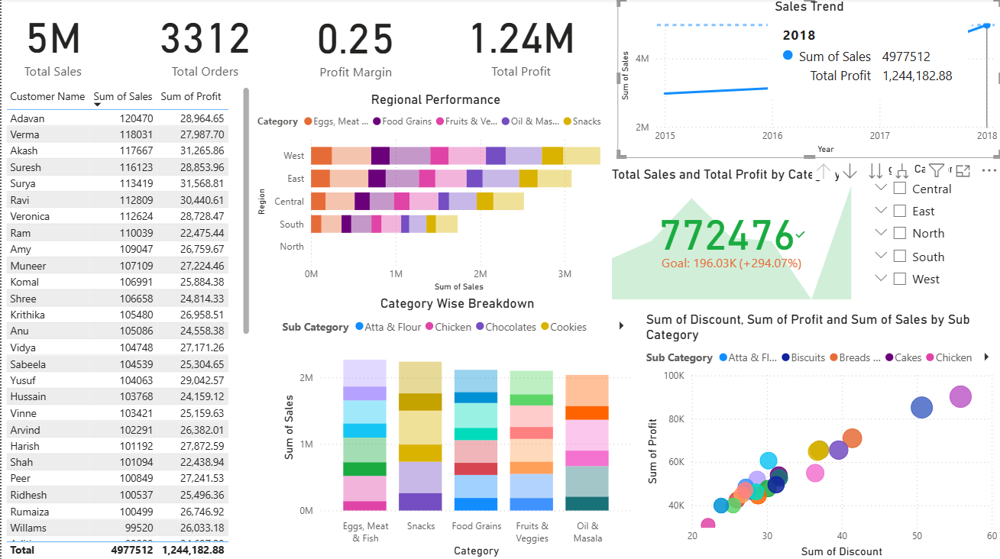 5M
Total Sales
3312
Total Orders
0.25
Profit Margin
1.24M
Total Profit
Customer Name Sum of Sales Sum of Profit
Adavan 120470 28,964.65
Verma 118031 27,987.70
Akash 117667 31,265.86
Suresh 116123 28,853.96
Surya 113419 31,568.81
Ravi 112809 30,440.61
Veronica 112624 28,728.47
Ram 110039 22,475.44
Amy 109047 26,759.67
Muneer 107109 27,224.46
Komal 106991 25,884.38
Shree 106658 24,814.33
Krithika 105480 26,958.51
Anu 105086 24,558.38
Vidya 104748 27,171.26
Sabeela 104539 25,304.65
Yusuf 104063 29,042.57
Hussain 103768 24,159.12
Vinne 103421 25,159.63
Arvind 102291 26,382.01
Harish 101192 27,872.59
Shah 101094 22,438.94
Peer 100849 27,241.53
Ridhesh 100537 25,496.36
Rumaiza 100499 26,746.92
Willams 99520 26,033.18
Total 4977512 1,244,182.88
Regional Performance
Category Eggs, Meat ... Food Grains Fruits & Ve... Oil & Mas... Snacks
Region
West
East
Central
South
North
0M 1M 2M 3M
Sum of Sales
Category Wise Breakdown
Sub Category Atta & Flour Chicken Chocolates Cookies
Sum of Sales
2M
1M
0M
Eggs, Meat & Fish
Snacks
Food Grains
Fruits & Veggies
Oil & Masala
Category
Sales Trend
Sum of Sales
4M
2M
2018
Sum of Sales 4977512
Total Profit 1,244,182.88
2015 2016 2017 2018
Year
Total Sales and Total Profit by Cate
772476
Goal: 196.03K (+294.07%)
Central
East
North
South
West
Sum of Discount, Sum of Profit and Sum of Sales by Sub
Category
Sub Category Atta & Fl... Biscuits Breads ... Cakes Chicken
Sum of Profit
100K
80K
60K
40K
20 30 40 50 60
Sum of Discount